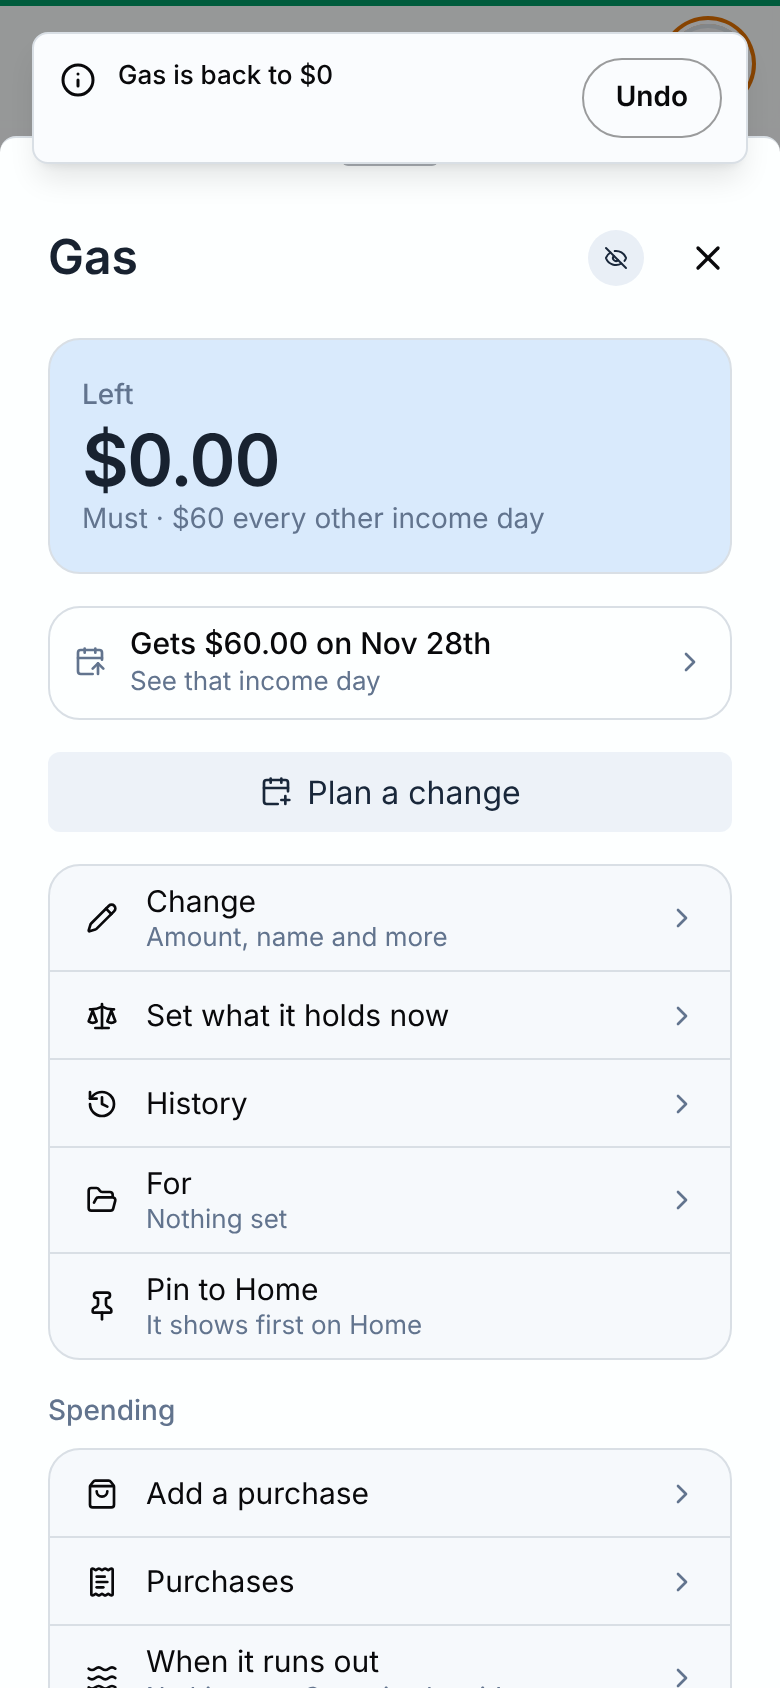 Gas is back to $0
Undo
Gas
Left
$0.00
Must · $60 every other income day
Gets $60.00 on Nov 28th
See that income day
Plan a change
Change
Amount, name and more
Set what it holds now
History
For
Nothing set
Pin to Home
It shows first on Home
Spending
Add a purchase
Purchases
When it runs out